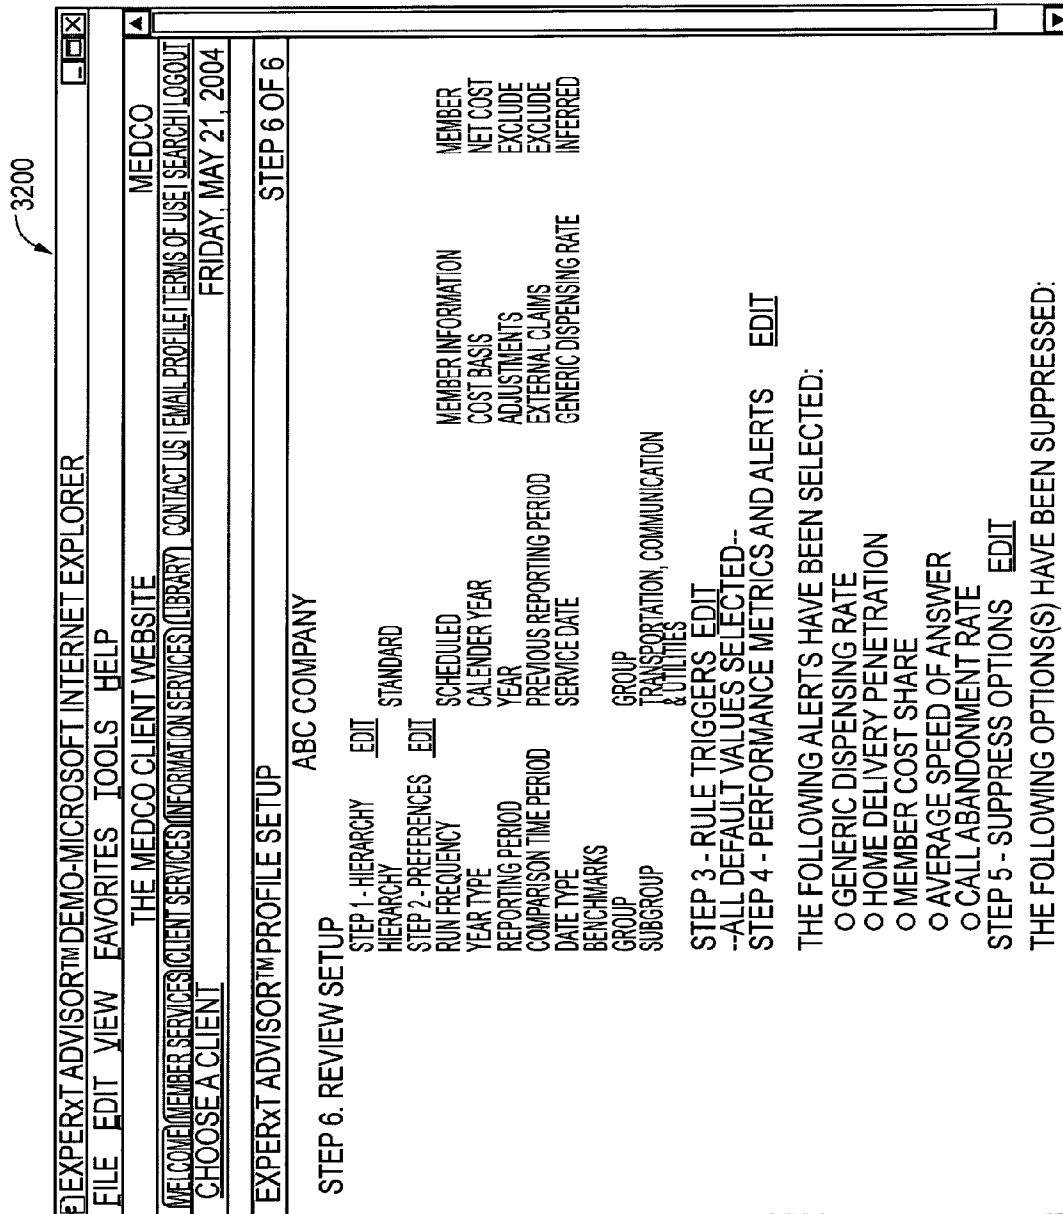 3200
EXPERxT ADVISOR™ DEMO-MICROSOFT INTERNET EXPLORER
FILE EDIT VIEW FAVORITES TOOLS HELP
THE MEDCO CLIENT WEBSITE MEDCO
WELCOME MEMBER SERVICES CLIENT SERVICES INFORMATION SERVICES LIBRARY CONTACT US | EMAIL PROFILE | TERMS OF USE | SEARCH | LOGOUT
CHOOSE A CLIENT FRIDAY, MAY 21, 2004
EXPERxT ADVISOR™ PROFILE SETUP STEP 6 OF 6
ABC COMPANY
STEP 6. REVIEW SETUP
STEP 1 - HIERARCHY EDIT
HIERARCHY STANDARD
STEP 2 - PREFERENCES EDIT
RUN FREQUENCY SCHEDULED MEMBER INFORMATION MEMBER
YEAR TYPE CALENDER YEAR COST BASIS NET COST
REPORTING PERIOD YEAR ADJUSTMENTS EXCLUDE
COMPARISON TIME PERIOD PREVIOUS REPORTING PERIOD EXTERNAL CLAIMS EXCLUDE
DATE TYPE SERVICE DATE GENERIC DISPENSING RATE INFERRED
BENCHMARKS
GROUP GROUP
SUBGROUP TRANSPORTATION, COMMUNICATION
& UTILITIES
STEP 3 - RULE TRIGGERS EDIT
--ALL DEFAULT VALUES SELECTED--
STEP 4 - PERFORMANCE METRICS AND ALERTS EDIT
THE FOLLOWING ALERTS HAVE BEEN SELECTED:
○ GENERIC DISPENSING RATE
○ HOME DELIVERY PENETRATION
○ MEMBER COST SHARE
○ AVERAGE SPEED OF ANSWER
○ CALL ABANDONMENT RATE
STEP 5 - SUPPRESS OPTIONS EDIT
THE FOLLOWING OPTIONS(S) HAVE BEEN SUPPRESSED: